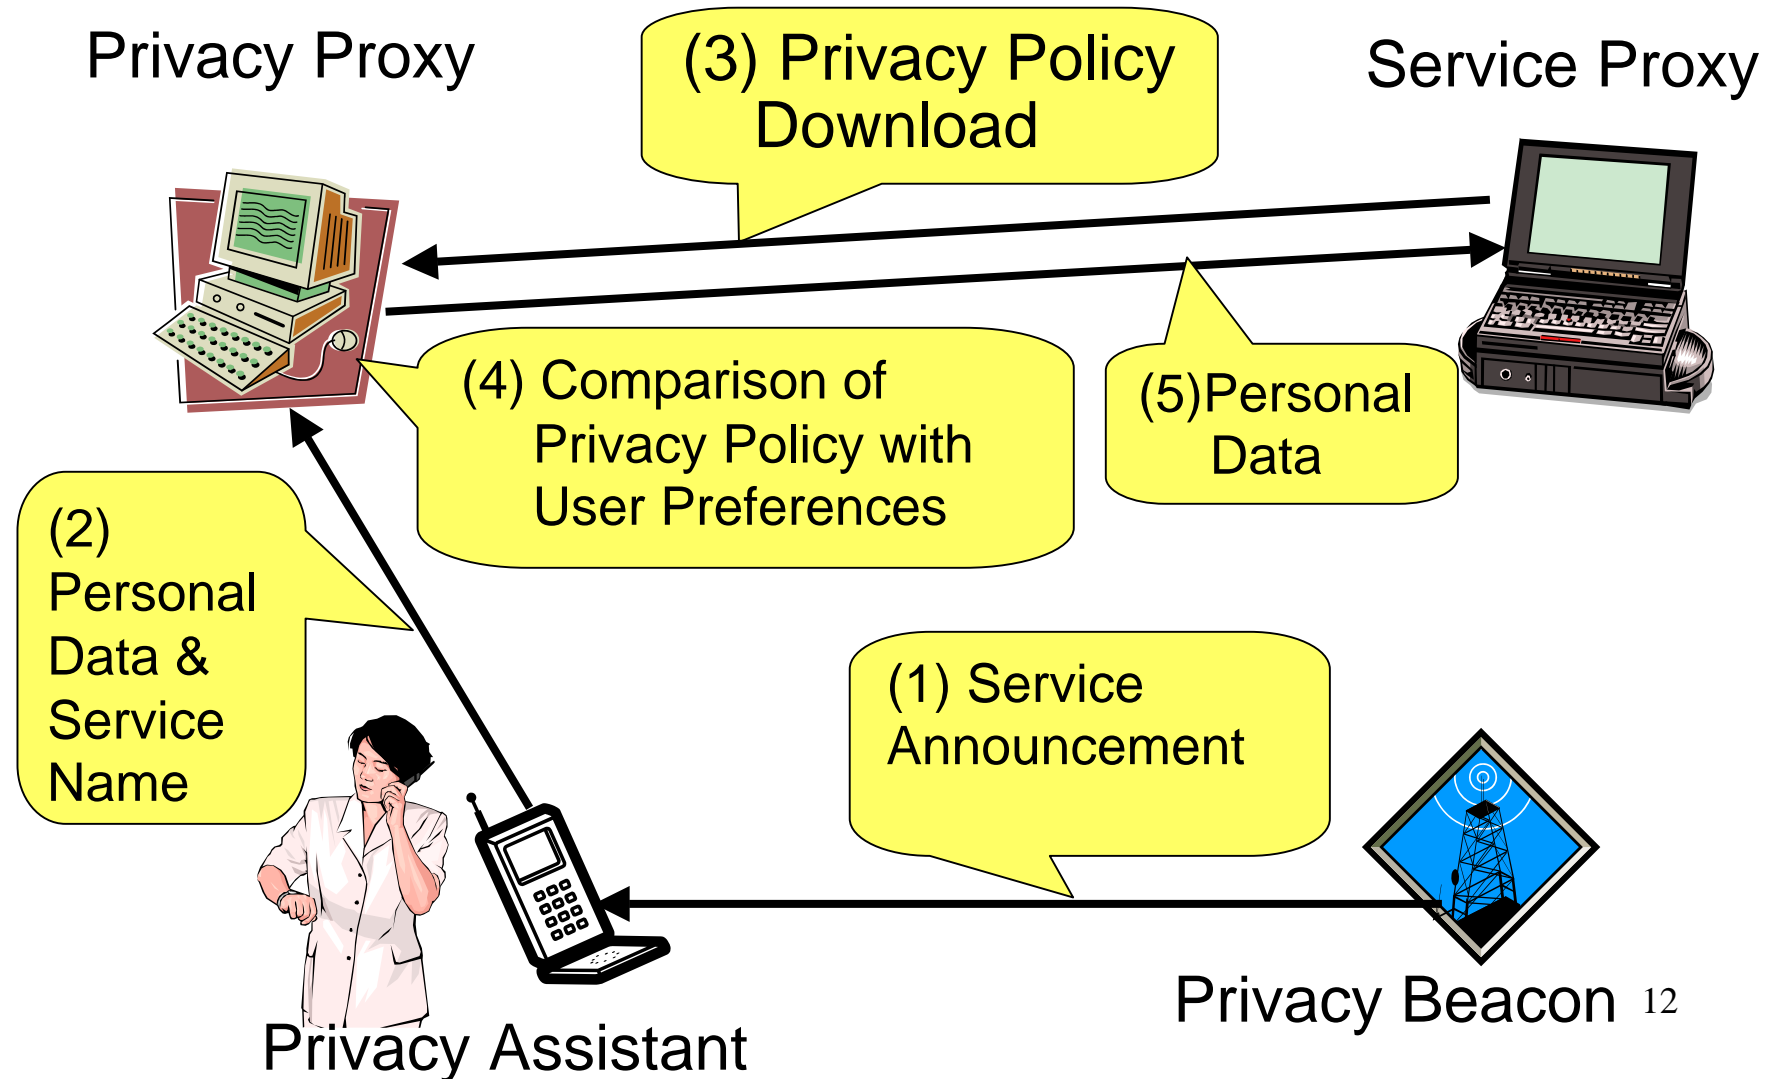 Privacy Proxy
(3) Privacy Policy
Download
Service Proxy
(4) Comparison of
Privacy Policy with
User Preferences
(5)Personal
Data
(2)
Personal
Data &
Service
Name
(1) Service
Announcement
Privacy Beacon
12
Privacy Assistant